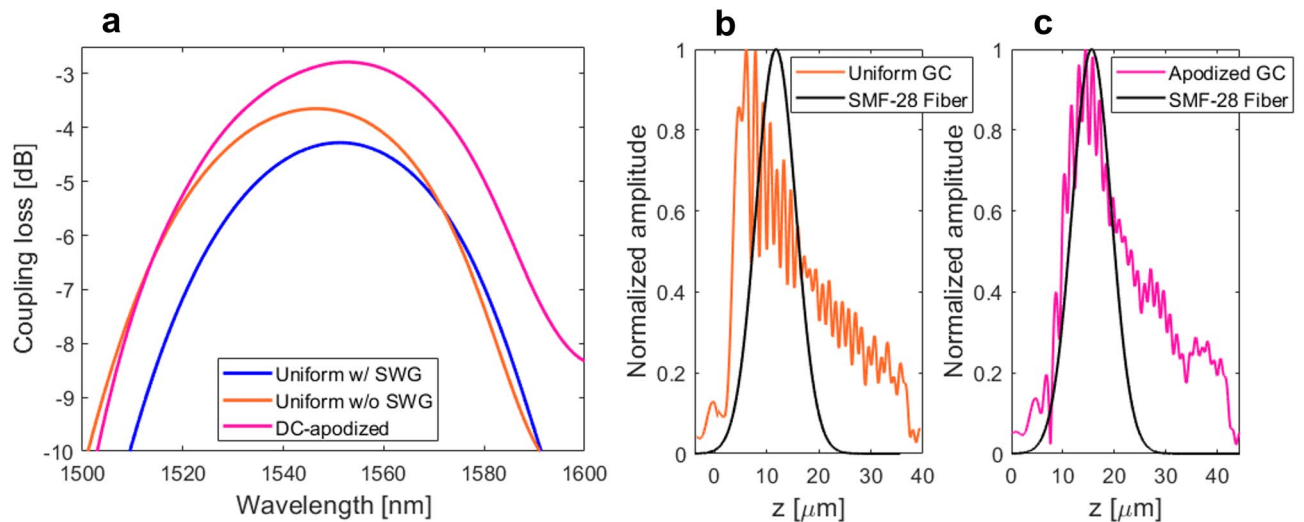 a
Coupling loss [dB]
-3
-4
-5
-6
-7
-8
-9
-10
1500
1520
1540
1560
1580
1600
Wavelength [nm]
Uniform w/ SWG
Uniform w/o SWG
DC-apodized
b
Normalized amplitude
1
0.8
0.6
0.4
0.2
0
0
10
20
30
40
z [μm]
Uniform GC
SMF-28 Fiber
c
Normalized amplitude
1
0.8
0.6
0.4
0.2
0
0
10
20
30
40
z [μm]
Apodized GC
SMF-28 Fiber